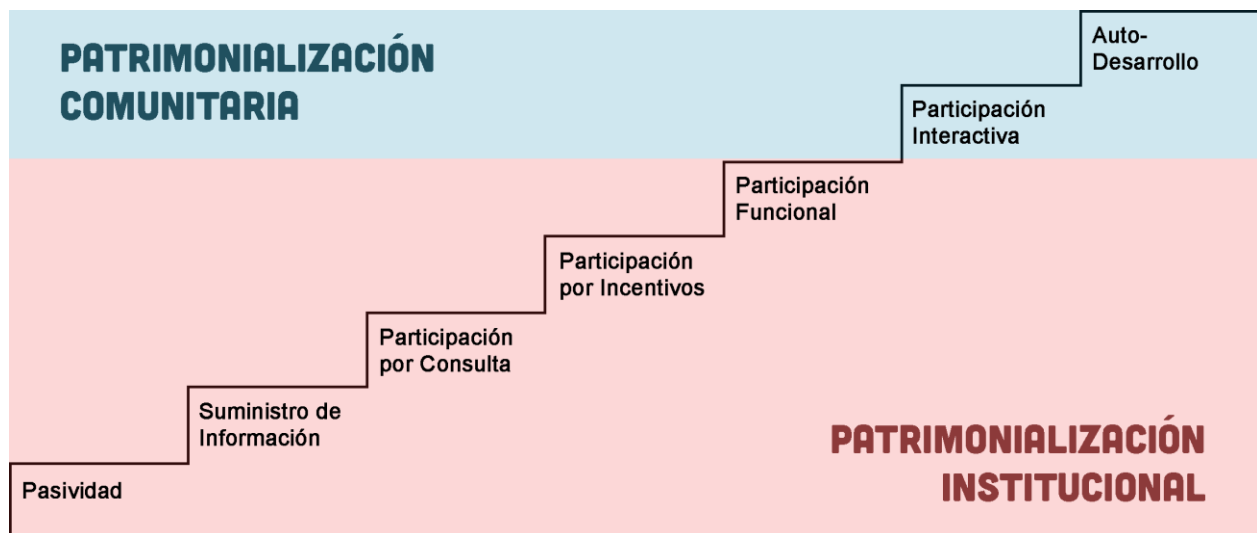 PATRIMONIALIZACIÓN
COMUNITARIA
Auto-
Desarrollo
Participación
Interactiva
Participación
Funcional
Participación
por Incentivos
Participación
por Consulta
Suministro de
Información
Pasividad
PATRIMONIALIZACIÓN
INSTITUCIONAL